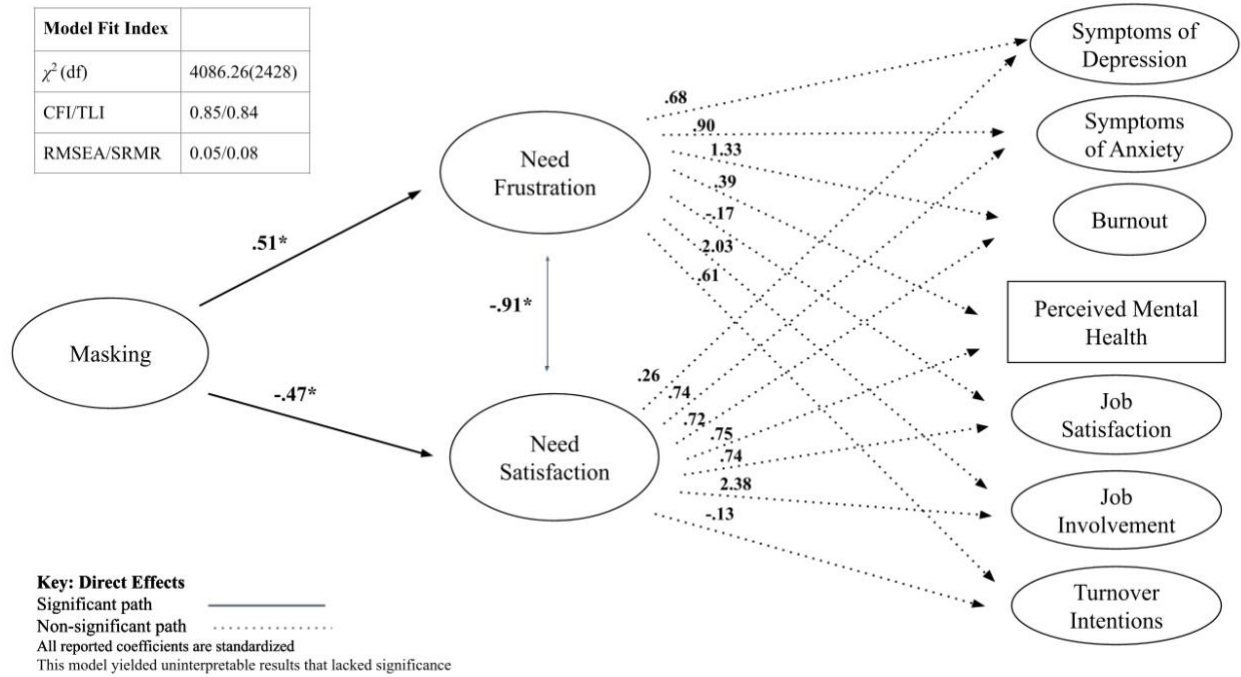 Model Fit Index
χ² (df) 4086.26(2428)
CFI/TLI 0.85/0.84
RMSEA/SRMR 0.05/0.08
Masking
.51*
-.47*
Need
Frustration
-.91*
Need
Satisfaction
.68
.90
1.33
.39
-.17
2.03
.61
.26
.74
.72
.75
.74
2.38
-.13
Symptoms of
Depression
Symptoms
of Anxiety
Burnout
Perceived Mental
Health
Job
Satisfaction
Job
Involvement
Turnover
Intentions
Key: Direct Effects
Significant path
Non-significant path
All reported coefficients are standardized
This model yielded uninterpretable results that lacked significance